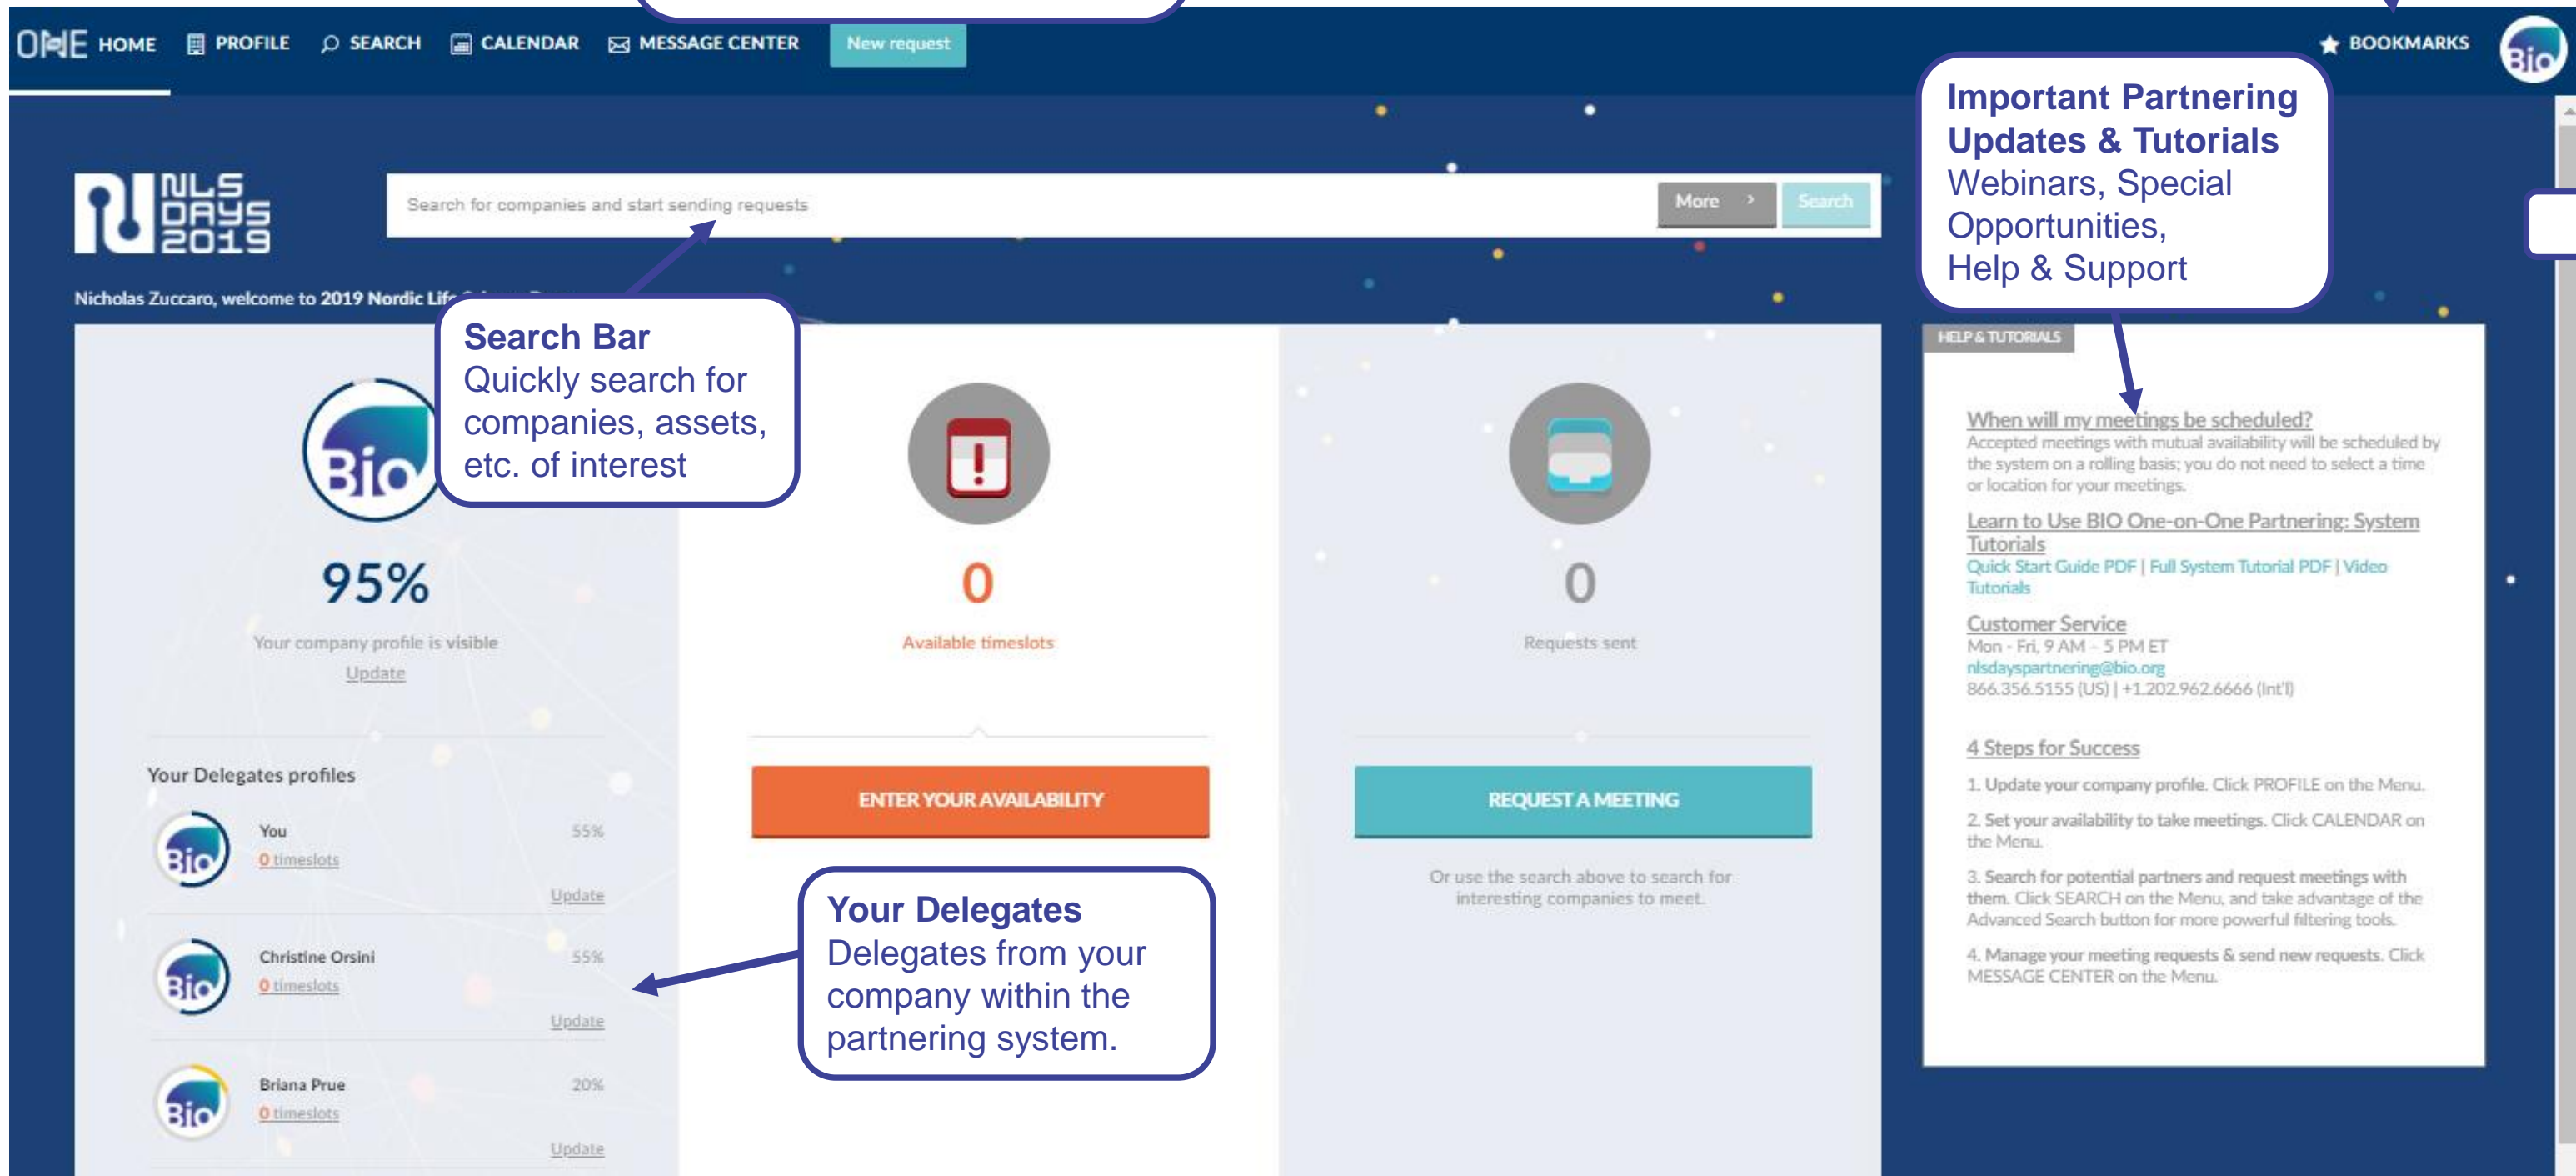 ONE HOME PROFILE SEARCH CALENDAR MESSAGE CENTER New request BOOKMARKS Bio
Important Partnering
Updates & Tutorials
Webinars, Special
Opportunities,
Help & Support
NLS
DAYS
2019
Search for companies and start sending requests More > Search
Nicholas Zuccaro, welcome to 2019 Nordic
Search Bar
Quickly search for
companies, assets,
etc. of interest
Bio
95%
Your company profile is visible
Update
Your Delegates profiles
Bio
You 55%
0 timeslots
Update
Bio
Christine Orsini 55%
0 timeslots
Update
Bio
Briana Prue 20%
0 timeslots
Update
0
Available timeslots
ENTER YOUR AVAILABILITY
Your Delegates
Delegates from your
company within the
partnering system.
0
Requests sent
REQUEST A MEETING
Or use the search above to search for
interesting companies to meet.
HELP & TUTORIALS
When will my meetings be scheduled?
Accepted meetings with mutual availability will be scheduled by
the system on a rolling basis; you do not need to select a time
or location for your meetings.
Learn to Use BIO One-on-One Partnering: System
Tutorials
Quick Start Guide PDF | Full System Tutorial PDF | Video
Tutorials
Customer Service
Mon - Fri, 9 AM – 5 PM ET
nlsdayspartnering@bio.org
866.356.5155 (US) | +1.202.962.6666 (Int'l)
4 Steps for Success
1. Update your company profile. Click PROFILE on the Menu.
2. Set your availability to take meetings. Click CALENDAR on
the Menu.
3. Search for potential partners and request meetings with
them. Click SEARCH on the Menu, and take advantage of the
Advanced Search button for more powerful filtering tools.
4. Manage your meeting requests & send new requests. Click
MESSAGE CENTER on the Menu.